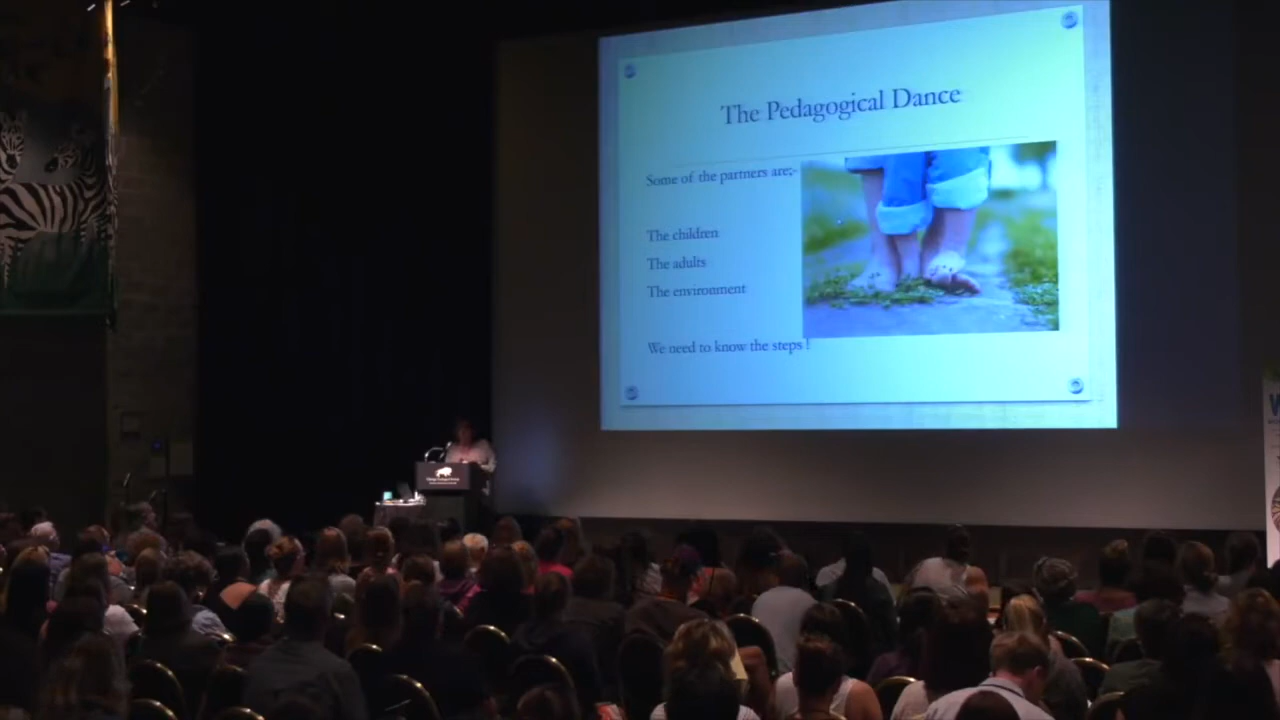 The Pedagogical Dance
Some of the partners are;-
The children
The adults
The environment
We need to know the steps !